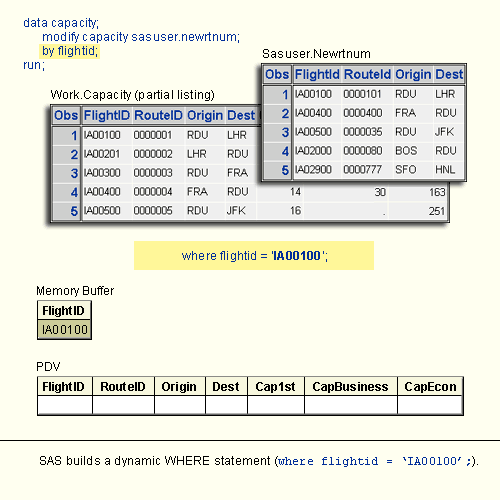 data capacity;
modify capacity sasuser.newrtnum;
by flightid;
run;
Sasuser.Newrtnum
Obs FlightId RouteId Origin Dest
1 IA00100 0000101 RDU LHR
2 IA00400 0000400 FRA RDU
3 IA00500 0000035 RDU JFK
4 IA02000 0000080 BOS RDU
5 IA02900 0000777 SFO HNL
Work.Capacity (partial listing)
Obs FlightID RouteID Origin Dest
1 IA00100 0000001 RDU LHR
2 IA00201 0000002 LHR RDU
3 IA00300 0000003 RDU FRA
4 IA00400 0000004 FRA RDU 14 30 163
5 IA00500 0000005 RDU JFK 16 . 251
where flightid = 'IA00100';
Memory Buffer
FlightID
IA00100
PDV
FlightID RouteID Origin Dest Cap1st CapBusiness CapEcon
SAS builds a dynamic WHERE statement (where flightid = ‘IA00100’;).